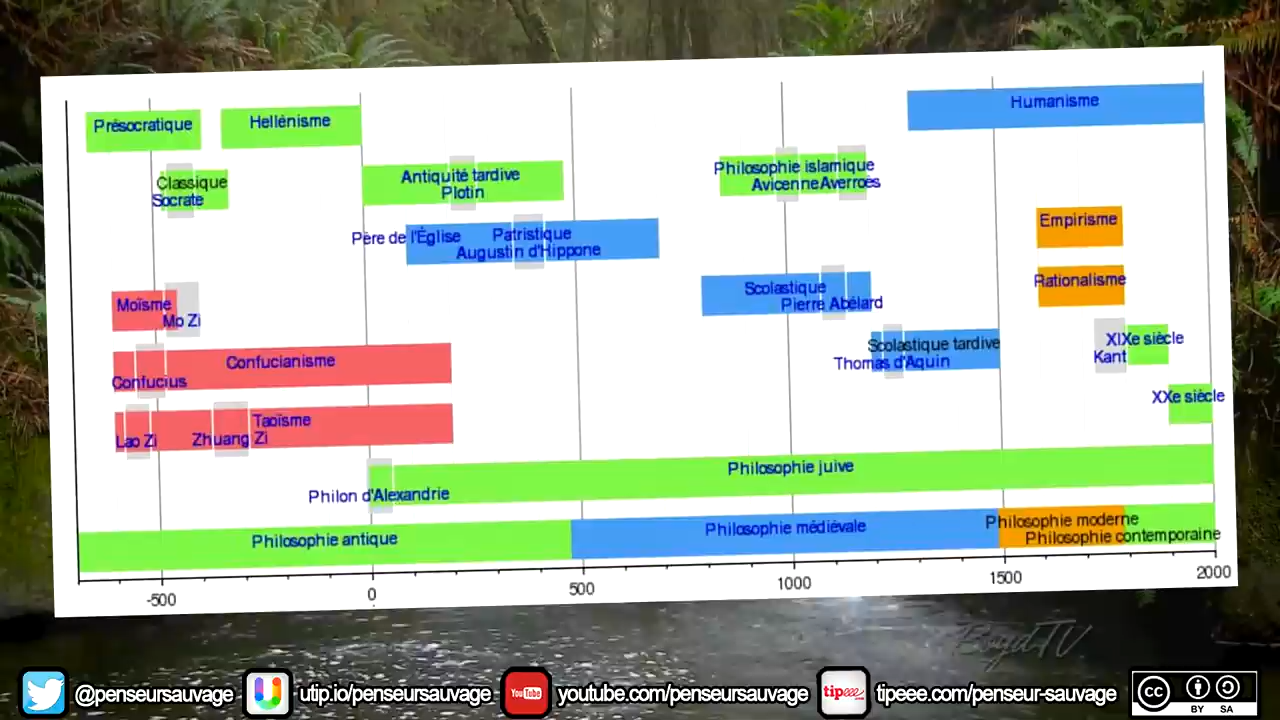 Présocratique
Hellénisme
Humanisme
Classique
Socrate
Antiquité tardive
Plotin
Philosophie islamique
Avicenne Averroès
Père de l'Église
Patristique
Augustin d'Hippone
Empirisme
Moïsme
Mo Zi
Scolastique
Pierre Abélard
Rationalisme
Confucianisme
Confucius
Scolastique tardive
Thomas d'Aquin
XIXe siècle
Kant
Taoïsme
Lao Zi
Zhuang Zi
XXe siècle
Philosophie juive
Philon d'Alexandrie
Philosophie antique
Philosophie médiévale
Philosophie moderne
Philosophie contemporaine
-500 0 500 1000 1500 2000
BoydTV
@penseursauvage
utip.io/penseursauvage
YouTube
youtube.com/penseursauvage
tipeee
tipeee.com/penseur-sauvage
cc
BY SA